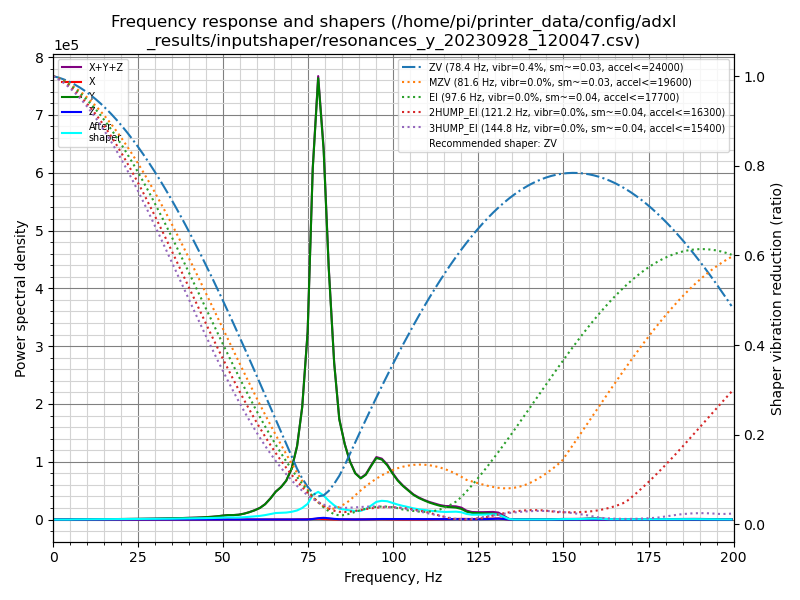 Frequency response and shapers (/home/pi/printer_data/config/adxl
_results/inputshaper/resonances_y_20230928_120047.csv)
1e5
X+Y+Z
X
Y
Z
After
shaper
ZV (78.4 Hz, vibr=0.4%, sm~=0.03, accel<=24000)
MZV (81.6 Hz, vibr=0.0%, sm~=0.03, accel<=19600)
EI (97.6 Hz, vibr=0.0%, sm~=0.04, accel<=17700)
2HUMP_EI (121.2 Hz, vibr=0.0%, sm~=0.04, accel<=16300)
3HUMP_EI (144.8 Hz, vibr=0.0%, sm~=0.04, accel<=15400)
Recommended shaper: ZV
8
7
6
5
4
3
2
1
0
Power spectral density
1.0
0.8
0.6
0.4
0.2
0.0
Shaper vibration reduction (ratio)
0 25 50 75 100 125 150 175 200
Frequency, Hz